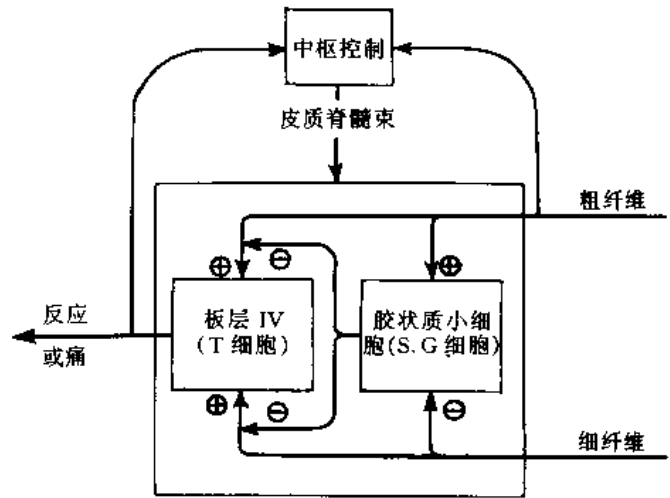 中枢控制
皮质脊髓束
粗纤维
⊕
⊖
⊕
反应
或痛
板层 IV
(T 细胞)
胶状质小细
胞(S.G 细胞)
⊕
⊖
⊖
细纤维